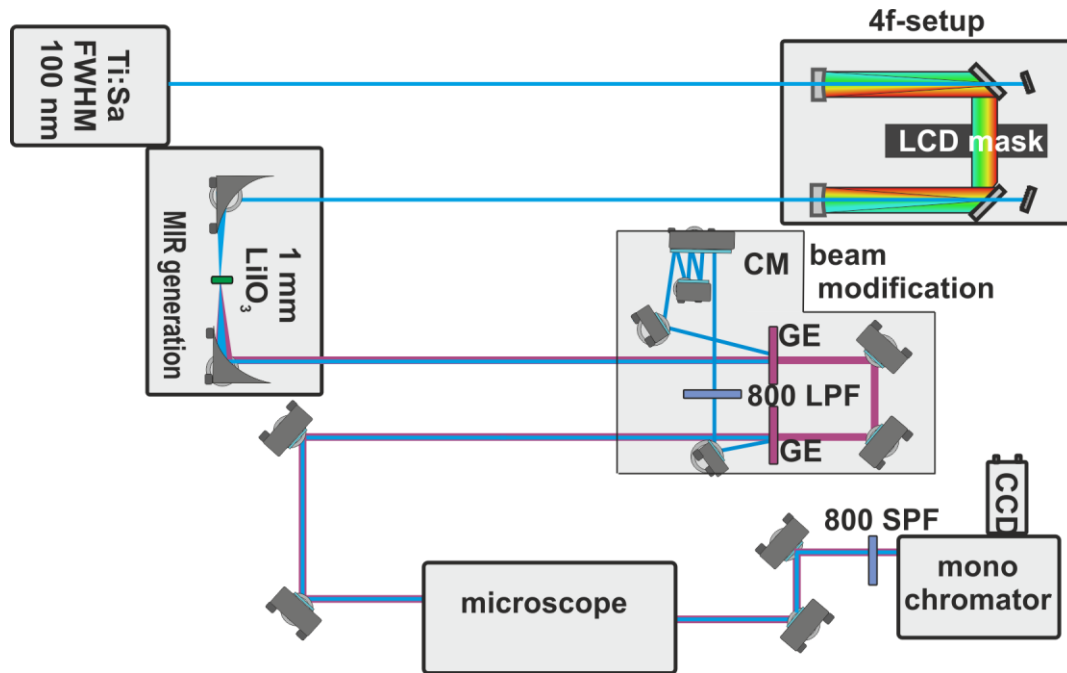 4f-setup
Ti:Sa
FWHM
100 nm
LCD mask
MIR generation
1 mm
LiIO₃
CM
beam
modification
GE
800 LPF
GE
800 SPF
CCD
mono
chromator
microscope